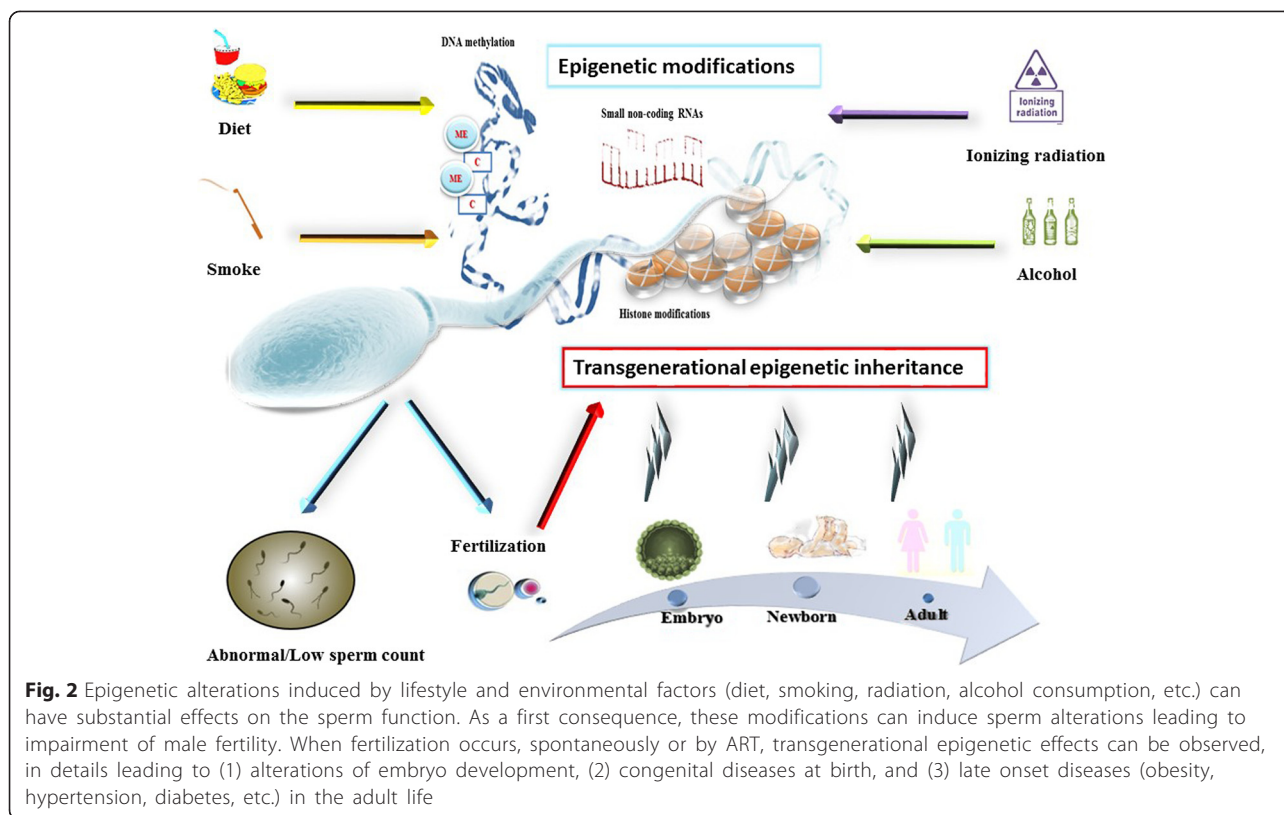 DNA methylation
Epigenetic modifications
Diet
ME
C
ME
C
Small non-coding RNAs
Ionizing
radiation
Ionizing radiation
Smoke
Alcohol
Histone modifications
Transgenerational epigenetic inheritance
Fertilization
Embryo
Newborn
Adult
Abnormal/Low sperm count
Fig. 2 Epigenetic alterations induced by lifestyle and environmental factors (diet, smoking, radiation, alcohol consumption, etc.) can
have substantial effects on the sperm function. As a first consequence, these modifications can induce sperm alterations leading to
impairment of male fertility. When fertilization occurs, spontaneously or by ART, transgenerational epigenetic effects can be observed,
in details leading to (1) alterations of embryo development, (2) congenital diseases at birth, and (3) late onset diseases (obesity,
hypertension, diabetes, etc.) in the adult life